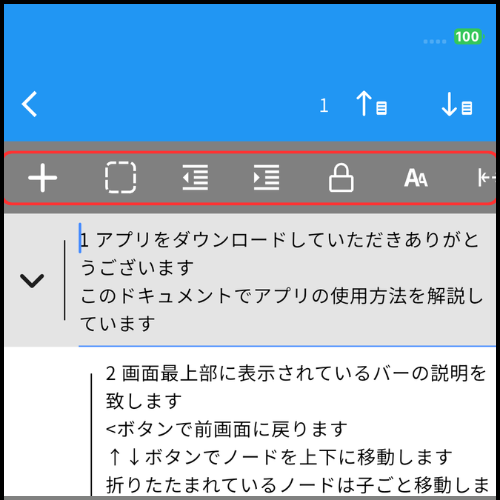 100
1
AA
1 アプリをダウンロードしていただきありがと
うございます
このドキュメントでアプリの使用方法を解説し
ています
2 画面最上部に表示されているバーの説明を
致します
<ボタンで前画面に戻ります
↑↓ボタンでノードを上下に移動します
折りたたまれているノードは子ごと移動しま